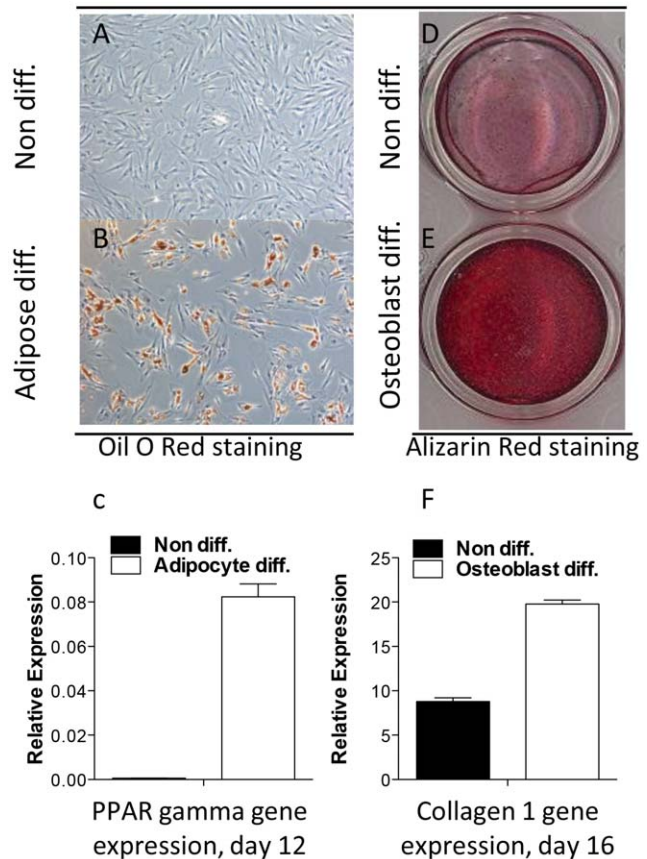 A
D
Non diff.
Non diff.
B
E
Adipose diff.
Osteoblast diff.
Oil O Red staining
Alizarin Red staining
c
Non diff.
Adipocyte diff.
Relative Expression
0.10
0.08
0.06
0.04
0.02
0.00
PPAR gamma gene
expression, day 12
F
Non diff.
Osteoblast diff.
Relative Expression
25
20
15
10
5
0
Collagen 1 gene
expression, day 16